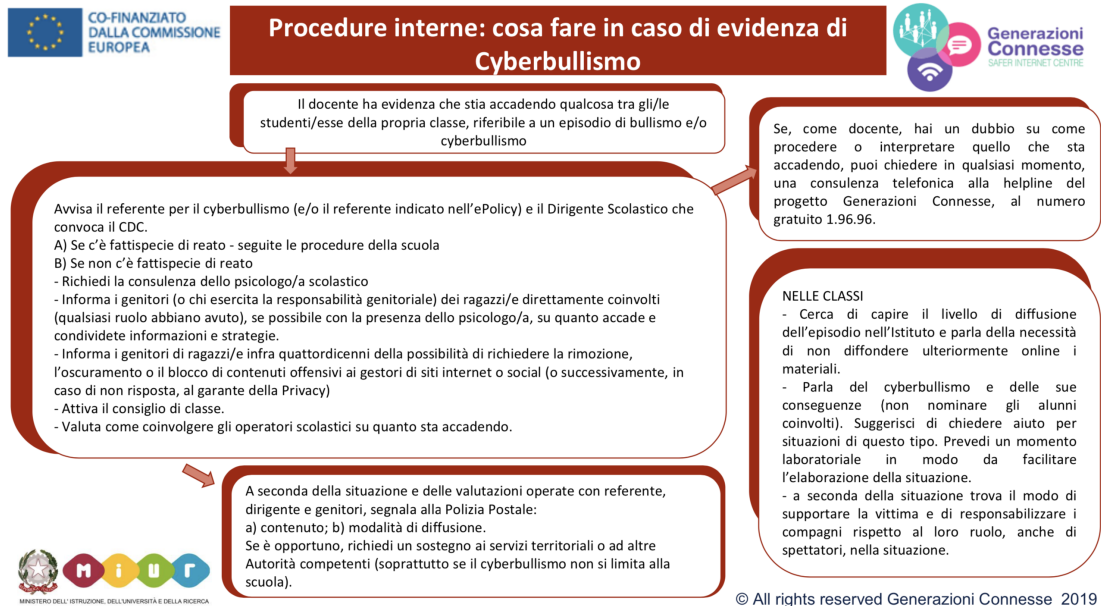 CO-FINANZIATO
DALLA COMMISSIONE
EUROPEA
Procedure interne: cosa fare in caso di evidenza di
Cyberbullismo
Generazioni
Connesse
SAFER INTERNET CENTRE
Il docente ha evidenza che stia accadendo qualcosa tra gli/le
studenti/esse della propria classe, riferibile a un episodio di bullismo e/o
cyberbullismo
Se, come docente, hai un dubbio su come
procedere o interpretare quello che sta
accadendo, puoi chiedere in qualsiasi momento,
una consulenza telefonica alla helpline del
progetto Generazioni Connesse, al numero
gratuito 1.96.96.
Avvisa il referente per il cyberbullismo (e/o il referente indicato nell’ePolicy) e il Dirigente Scolastico che
convoca il CDC.
A) Se c’è fattispecie di reato - seguite le procedure della scuola
B) Se non c’è fattispecie di reato
- Richiedi la consulenza dello psicologo/a scolastico
- Informa i genitori (o chi esercita la responsabilità genitoriale) dei ragazzi/e direttamente coinvolti
(qualsiasi ruolo abbiano avuto), se possibile con la presenza dello psicologo/a, su quanto accade e
condividete informazioni e strategie.
- Informa i genitori di ragazzi/e infra quattordicenni della possibilità di richiedere la rimozione,
l’oscuramento o il blocco di contenuti offensivi ai gestori di siti internet o social (o successivamente, in
caso di non risposta, al garante della Privacy)
- Attiva il consiglio di classe.
- Valuta come coinvolgere gli operatori scolastici su quanto sta accadendo.
NELLE CLASSI
- Cerca di capire il livello di diffusione
dell’episodio nell’Istituto e parla della necessità
di non diffondere ulteriormente online i
materiali.
- Parla del cyberbullismo e delle sue
conseguenze (non nominare gli alunni
coinvolti). Suggerisci di chiedere aiuto per
situazioni di questo tipo. Prevedi un momento
laboratoriale in modo da facilitare
l’elaborazione della situazione.
- a seconda della situazione trova il modo di
supportare la vittima e di responsabilizzare i
compagni rispetto al loro ruolo, anche di
spettatori, nella situazione.
A seconda della situazione e delle valutazioni operate con referente,
dirigente e genitori, segnala alla Polizia Postale:
a) contenuto; b) modalità di diffusione.
Se è opportuno, richiedi un sostegno ai servizi territoriali o ad altre
Autorità competenti (soprattutto se il cyberbullismo non si limita alla
scuola).
miur
MINISTERO DELL’ ISTRUZIONE, DELL’UNIVERSITÀ E DELLA RICERCA
© All rights reserved Generazioni Connesse 2019